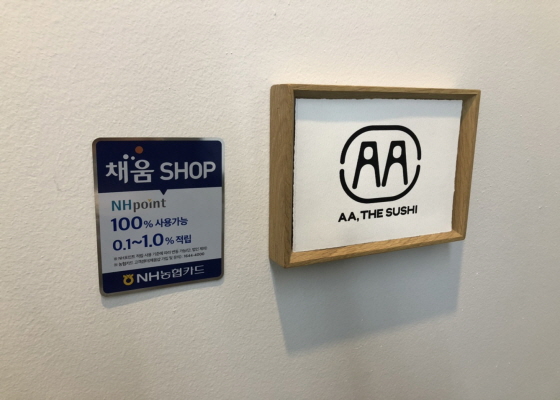 채움 SHOP
NHpoint
100% 사용가능
0.1~1.0% 적립
NH농협카드
AA
AA, THE SUSHI